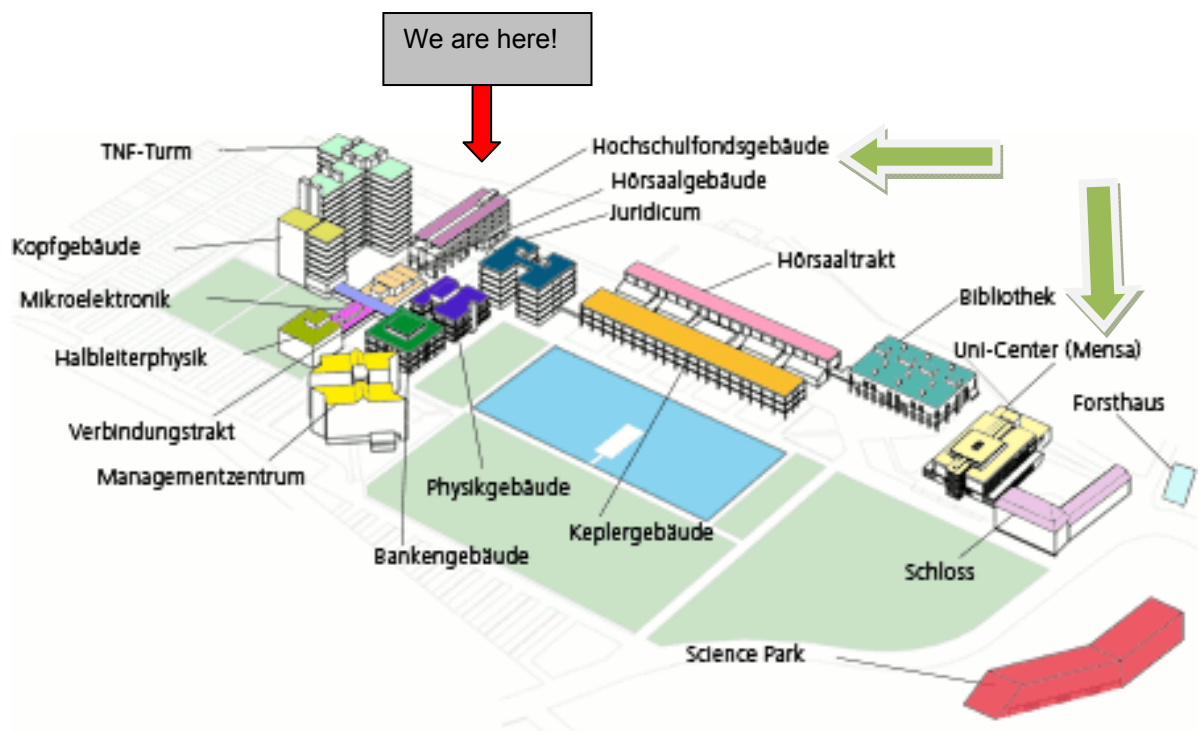 We are here!
TNF-Turm
Hochschulfondsgebäude
Hörsaalgebäude
Juridicum
Kopfgebäude
Hörsaaltrakt
Mikroelektronik
Bibliothek
Halbleiterphysik
Uni-Center (Mensa)
Forsthaus
Verbindungstrakt
Managementzentrum
Physikgebäude
Keplergebäude
Bankengebäude
Schloss
Science Park